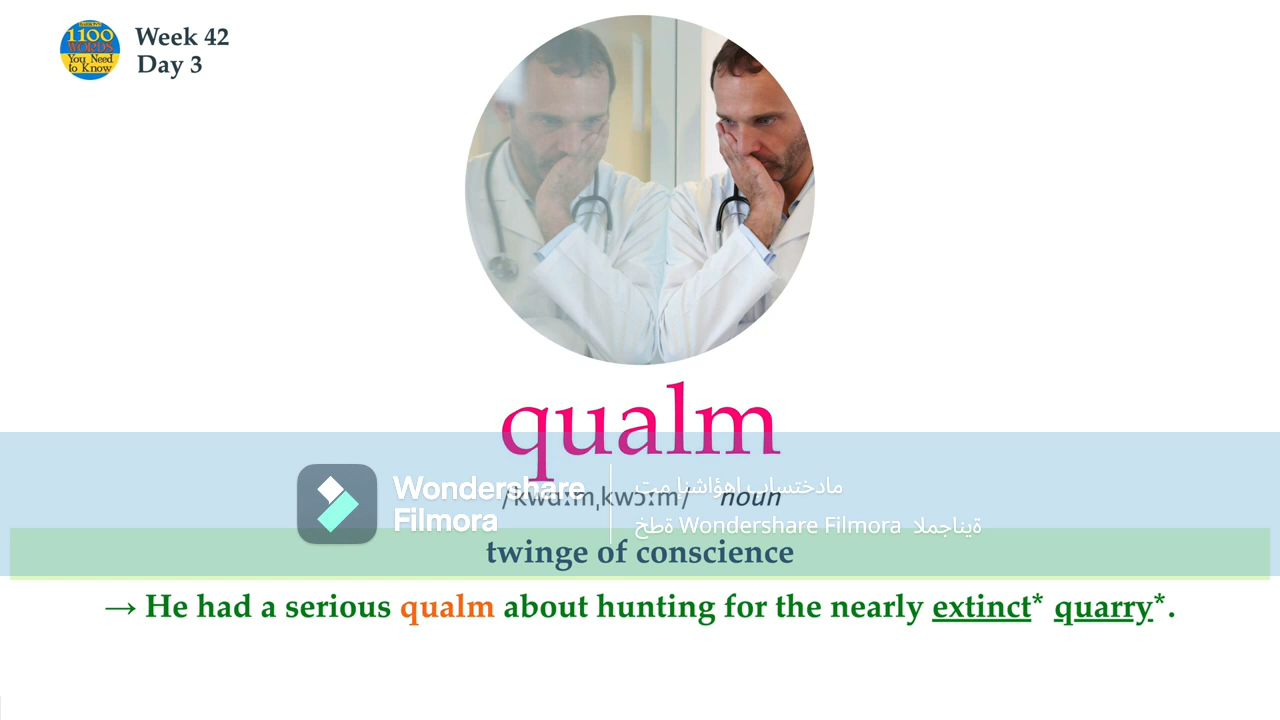 1100
WORDS
You Need
to Know
Week 42
Day 3
qualm
/kwɑːm,kwɔːm/ noun
Wondershare
Filmora
تم إنشاؤها باستخدام
خطة Wondershare Filmora المجانية
twinge of conscience
→ He had a serious qualm about hunting for the nearly extinct* quarry*.